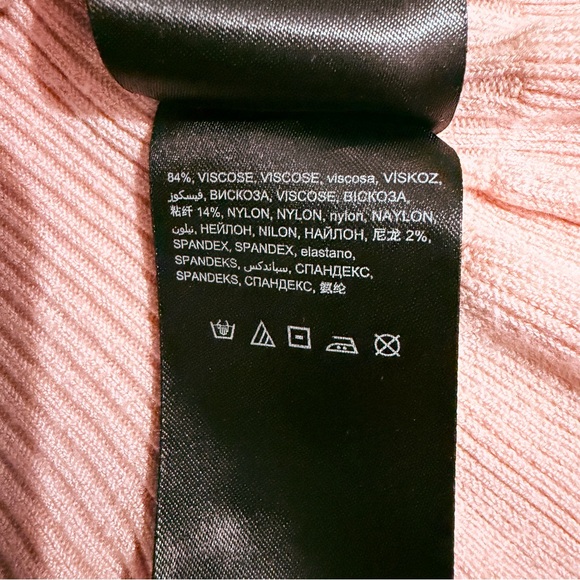 84%, VISCOSE, VISCOSE, viscosa, VİSKOZ,
فيسكوز, ВИСКОЗА, VISCOSE, ВІСКОЗА,
粘纤 14%, NYLON, NYLON, nylon, NAYLON,
نيلون, НЕЙЛОН, NILON, НАЙЛОН, 尼龙 2%,
SPANDEX, SPANDEX, elastano,
SPANDEKS, سباندكس, СПАНДЕКС,
SPANDEKS, СПАНДЕКС, 氨纶